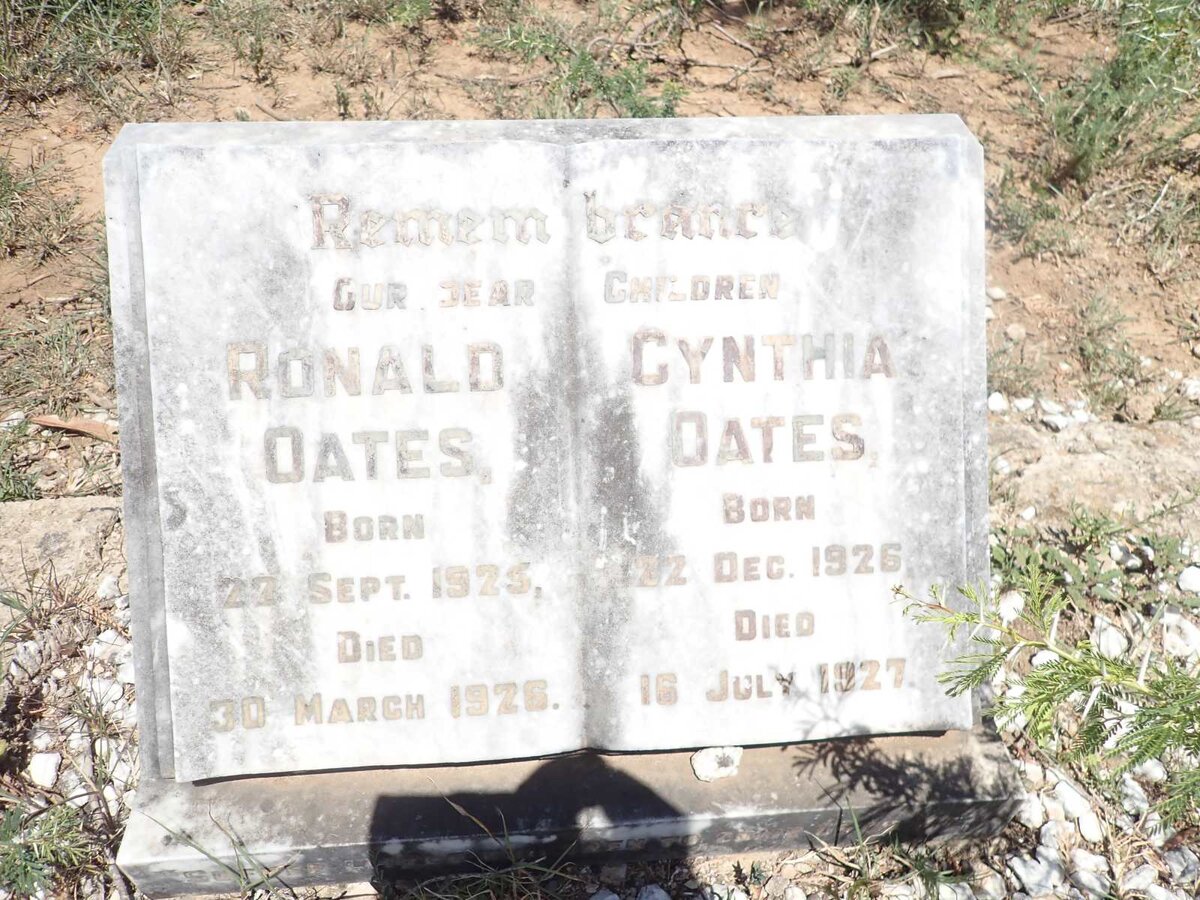 Remembrance
OUR DEAR CHILDREN
RONALD
OATES,
BORN
22 SEPT. 1925,
DIED
30 MARCH 1926.
CYNTHIA
OATES,
BORN
22 DEC. 1926
DIED
16 JULY 1927.